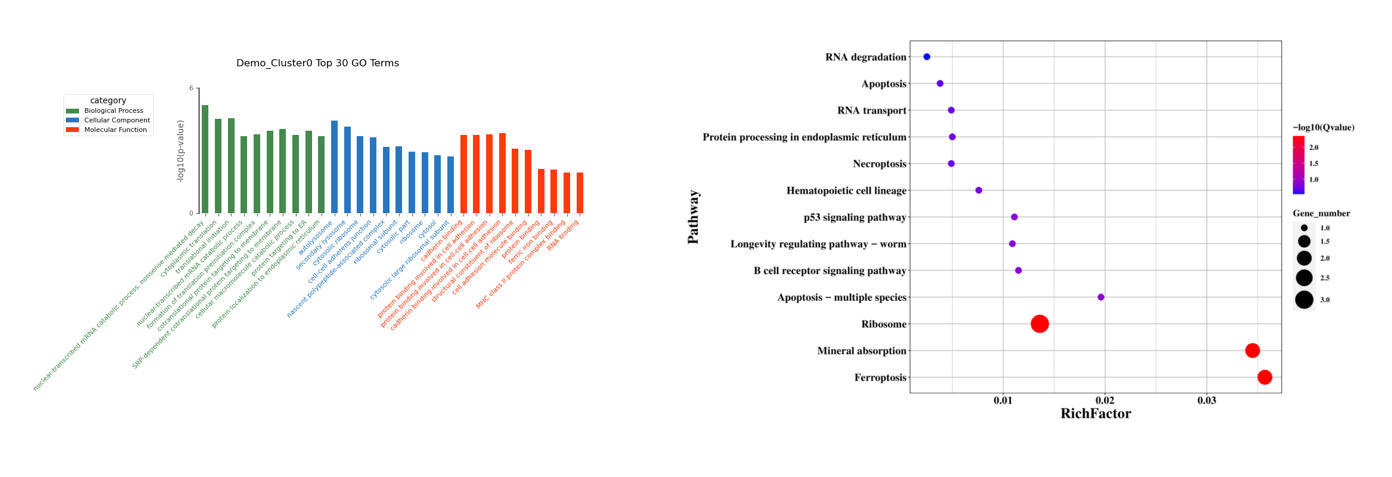 Demo_Cluster0 Top 30 GO Terms
category
Biological Process
Cellular Component
Molecular Function
-log10(p-value)
6
0
nuclear-transcribed mRNA catabolic process, nonsense-mediated decay
cytoplasmic translation
translational initiation
nuclear-transcribed mRNA catabolic process
formation of translation preinitiation complex
cotranslational protein targeting to membrane
SRP-dependent cotranslational protein targeting to membrane
cellular macromolecule catabolic process
protein targeting to ER
protein localization to endoplasmic reticulum
autolysosome
secondary lysosome
cytosolic ribosome
cell-cell adherens junction
nascent polypeptide-associated complex
ribosomal subunit
cytosolic part
ribosome
cytosol
cytosolic large ribosomal subunit
cadherin binding
protein binding involved in cell adhesion
protein binding involved in cell-cell adhesion
cadherin binding involved in cell-cell adhesion
structural constituent of ribosome
cell adhesion molecule binding
protein binding
ferric iron binding
MHC class II protein complex binding
RNA binding
Pathway
RNA degradation
Apoptosis
RNA transport
Protein processing in endoplasmic reticulum
Necroptosis
Hematopoietic cell lineage
p53 signaling pathway
Longevity regulating pathway − worm
B cell receptor signaling pathway
Apoptosis − multiple species
Ribosome
Mineral absorption
Ferroptosis
0.01
0.02
0.03
RichFactor
−log10(Qvalue)
2.0
1.5
1.0
Gene_number
1.0
1.5
2.0
2.5
3.0